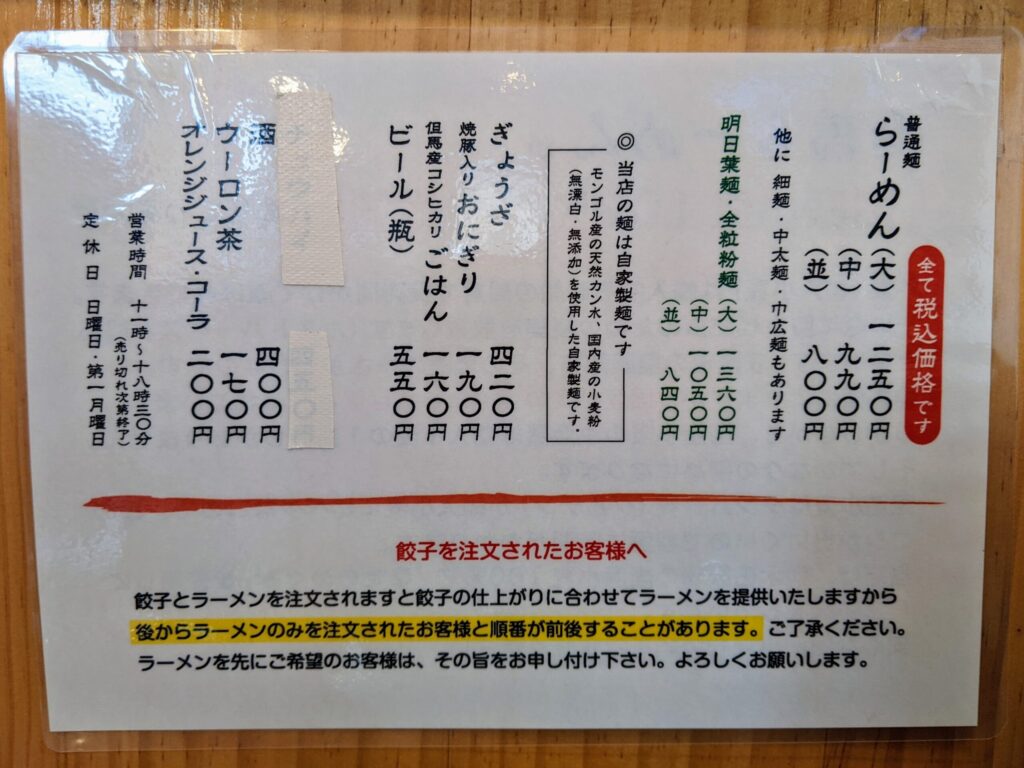 全て税込価格です
普通麺
らーめん(大) 一二五〇円
(中) 九九〇円
(並) 八〇〇円
他に 細麺・中太麺・巾広麺もあります
明日葉麺・全粒粉麺(大) 一三六〇円
(中) 一〇五〇円
(並) 八四〇円
◎ 当店の麺は自家製麺です
モンゴル産の天然カン水、国内産の小麦粉
(無漂白・無添加)を使用した自家製麺です。
ぎょうざ 四二〇円
焼豚入りおにぎり 一九〇円
但馬産コシヒカリ ごはん 一六〇円
ビール(瓶) 五五〇円
酒 四〇〇円
ウーロン茶 一七〇円
オレンジジュース・コーラ 二〇〇円
営業時間 十一時～十八時三〇分
(売り切れ次第終了)
定休日 日曜日・第一月曜日
餃子を注文されたお客様へ
餃子とラーメンを注文されますと餃子の仕上がりに合わせてラーメンを提供いたしますから
後からラーメンのみを注文されたお客様と順番が前後することがあります。ご了承ください。
ラーメンを先にご希望のお客様は、その旨をお申し付け下さい。よろしくお願いします。